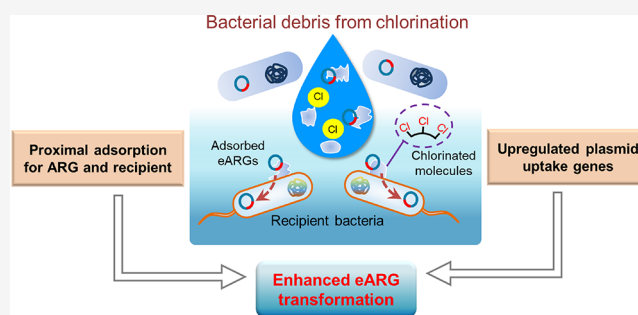 Bacterial debris from chlorination
Cl
Cl
Cl
Cl
Cl
Proximal adsorption
for ARG and recipient
Adsorbed
eARGs
Chlorinated
molecules
Upregulated plasmid
uptake genes
Recipient bacteria
Enhanced eARG
transformation